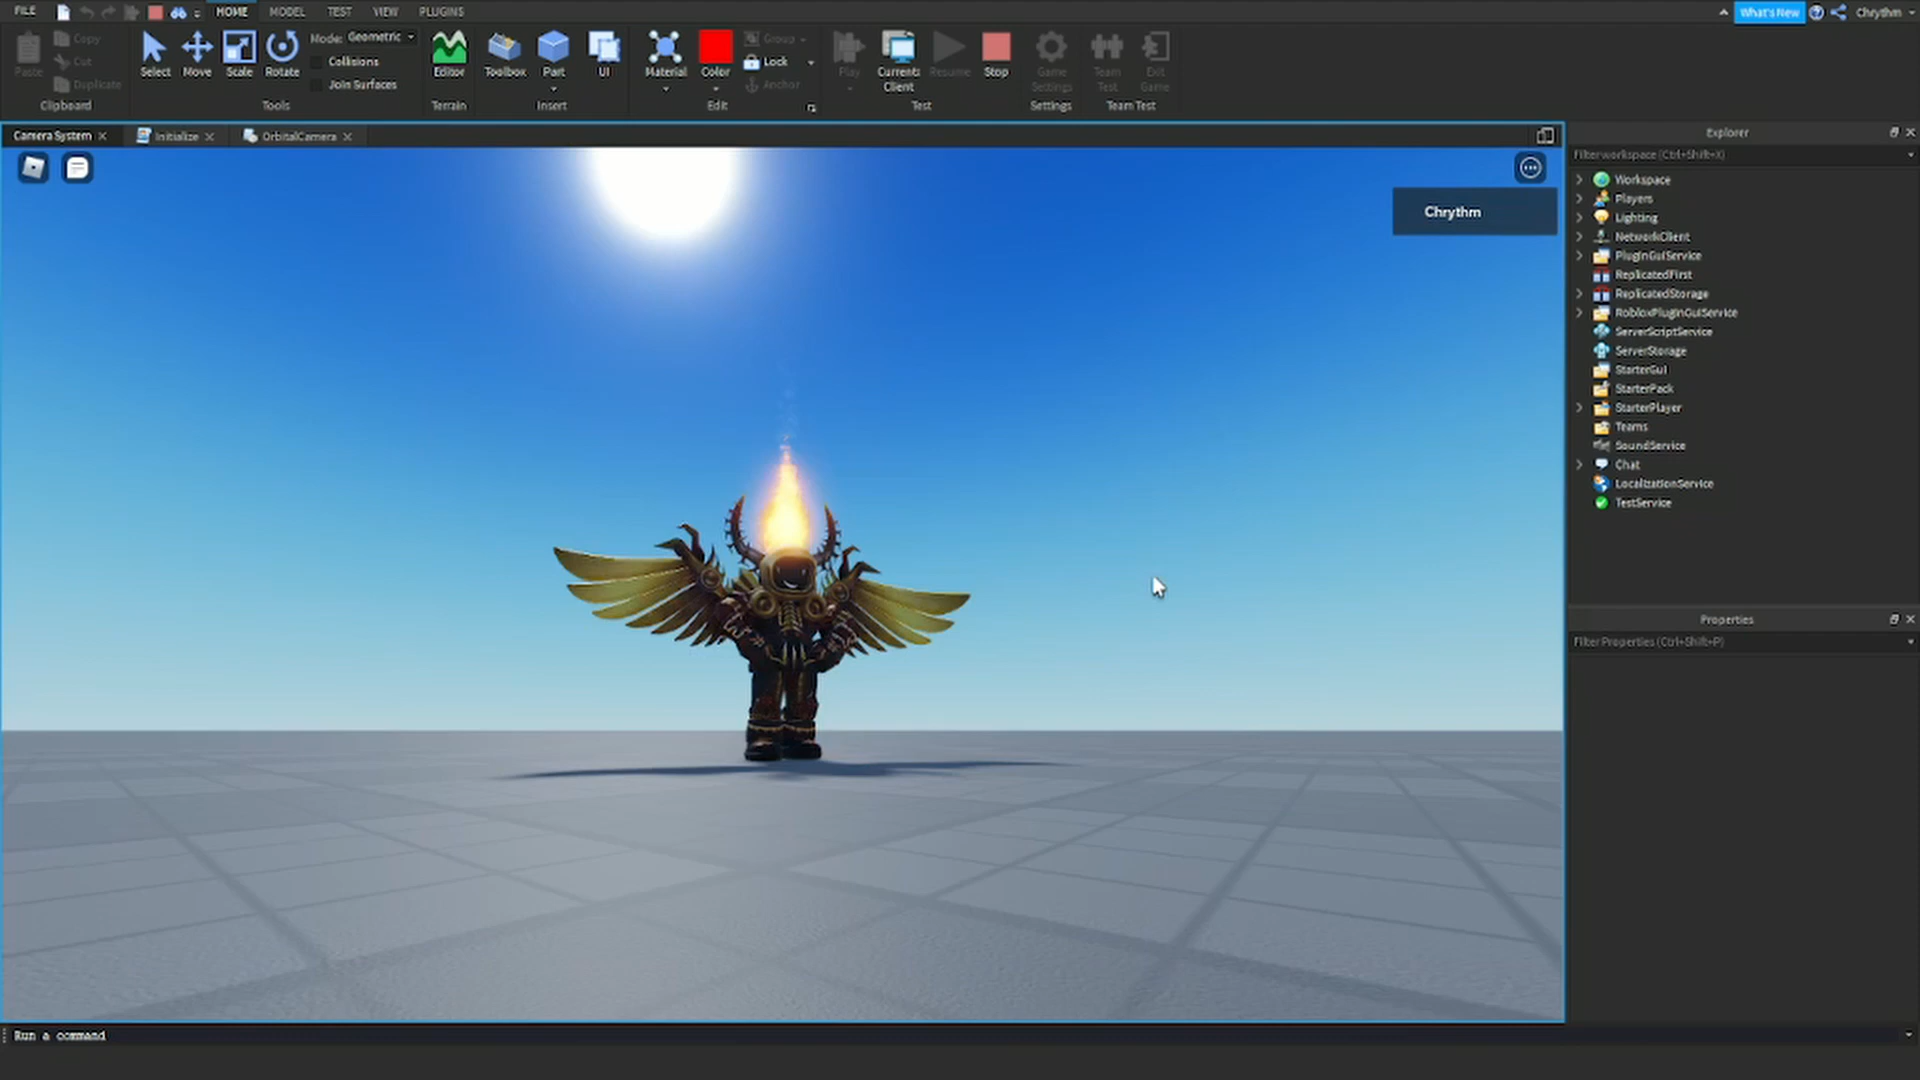 FILE HOME MODEL TEST VIEW PLUGINS What's New Chrythm
Paste Copy Cut Duplicate Clipboard
Select Move Scale Rotate Mode: Geometric Collisions Join Surfaces Tools
Editor Terrain
Toolbox Part UI Insert
Material Color Group Lock Anchor Edit
Play Current: Client Resume Stop Test
Game Settings Settings
Team Test Exit Game Team Test
Camera System Initialize OrbitalCamera
Chrythm
Explorer
Filter workspace (Ctrl+Shift+X)
Workspace
Players
Lighting
NetworkClient
PluginGuiService
ReplicatedFirst
ReplicatedStorage
RobloxPluginGuiService
ServerScriptService
ServerStorage
StarterGui
StarterPack
StarterPlayer
Teams
SoundService
Chat
LocalizationService
TestService
Properties
Filter Properties (Ctrl+Shift+P)
Run a command